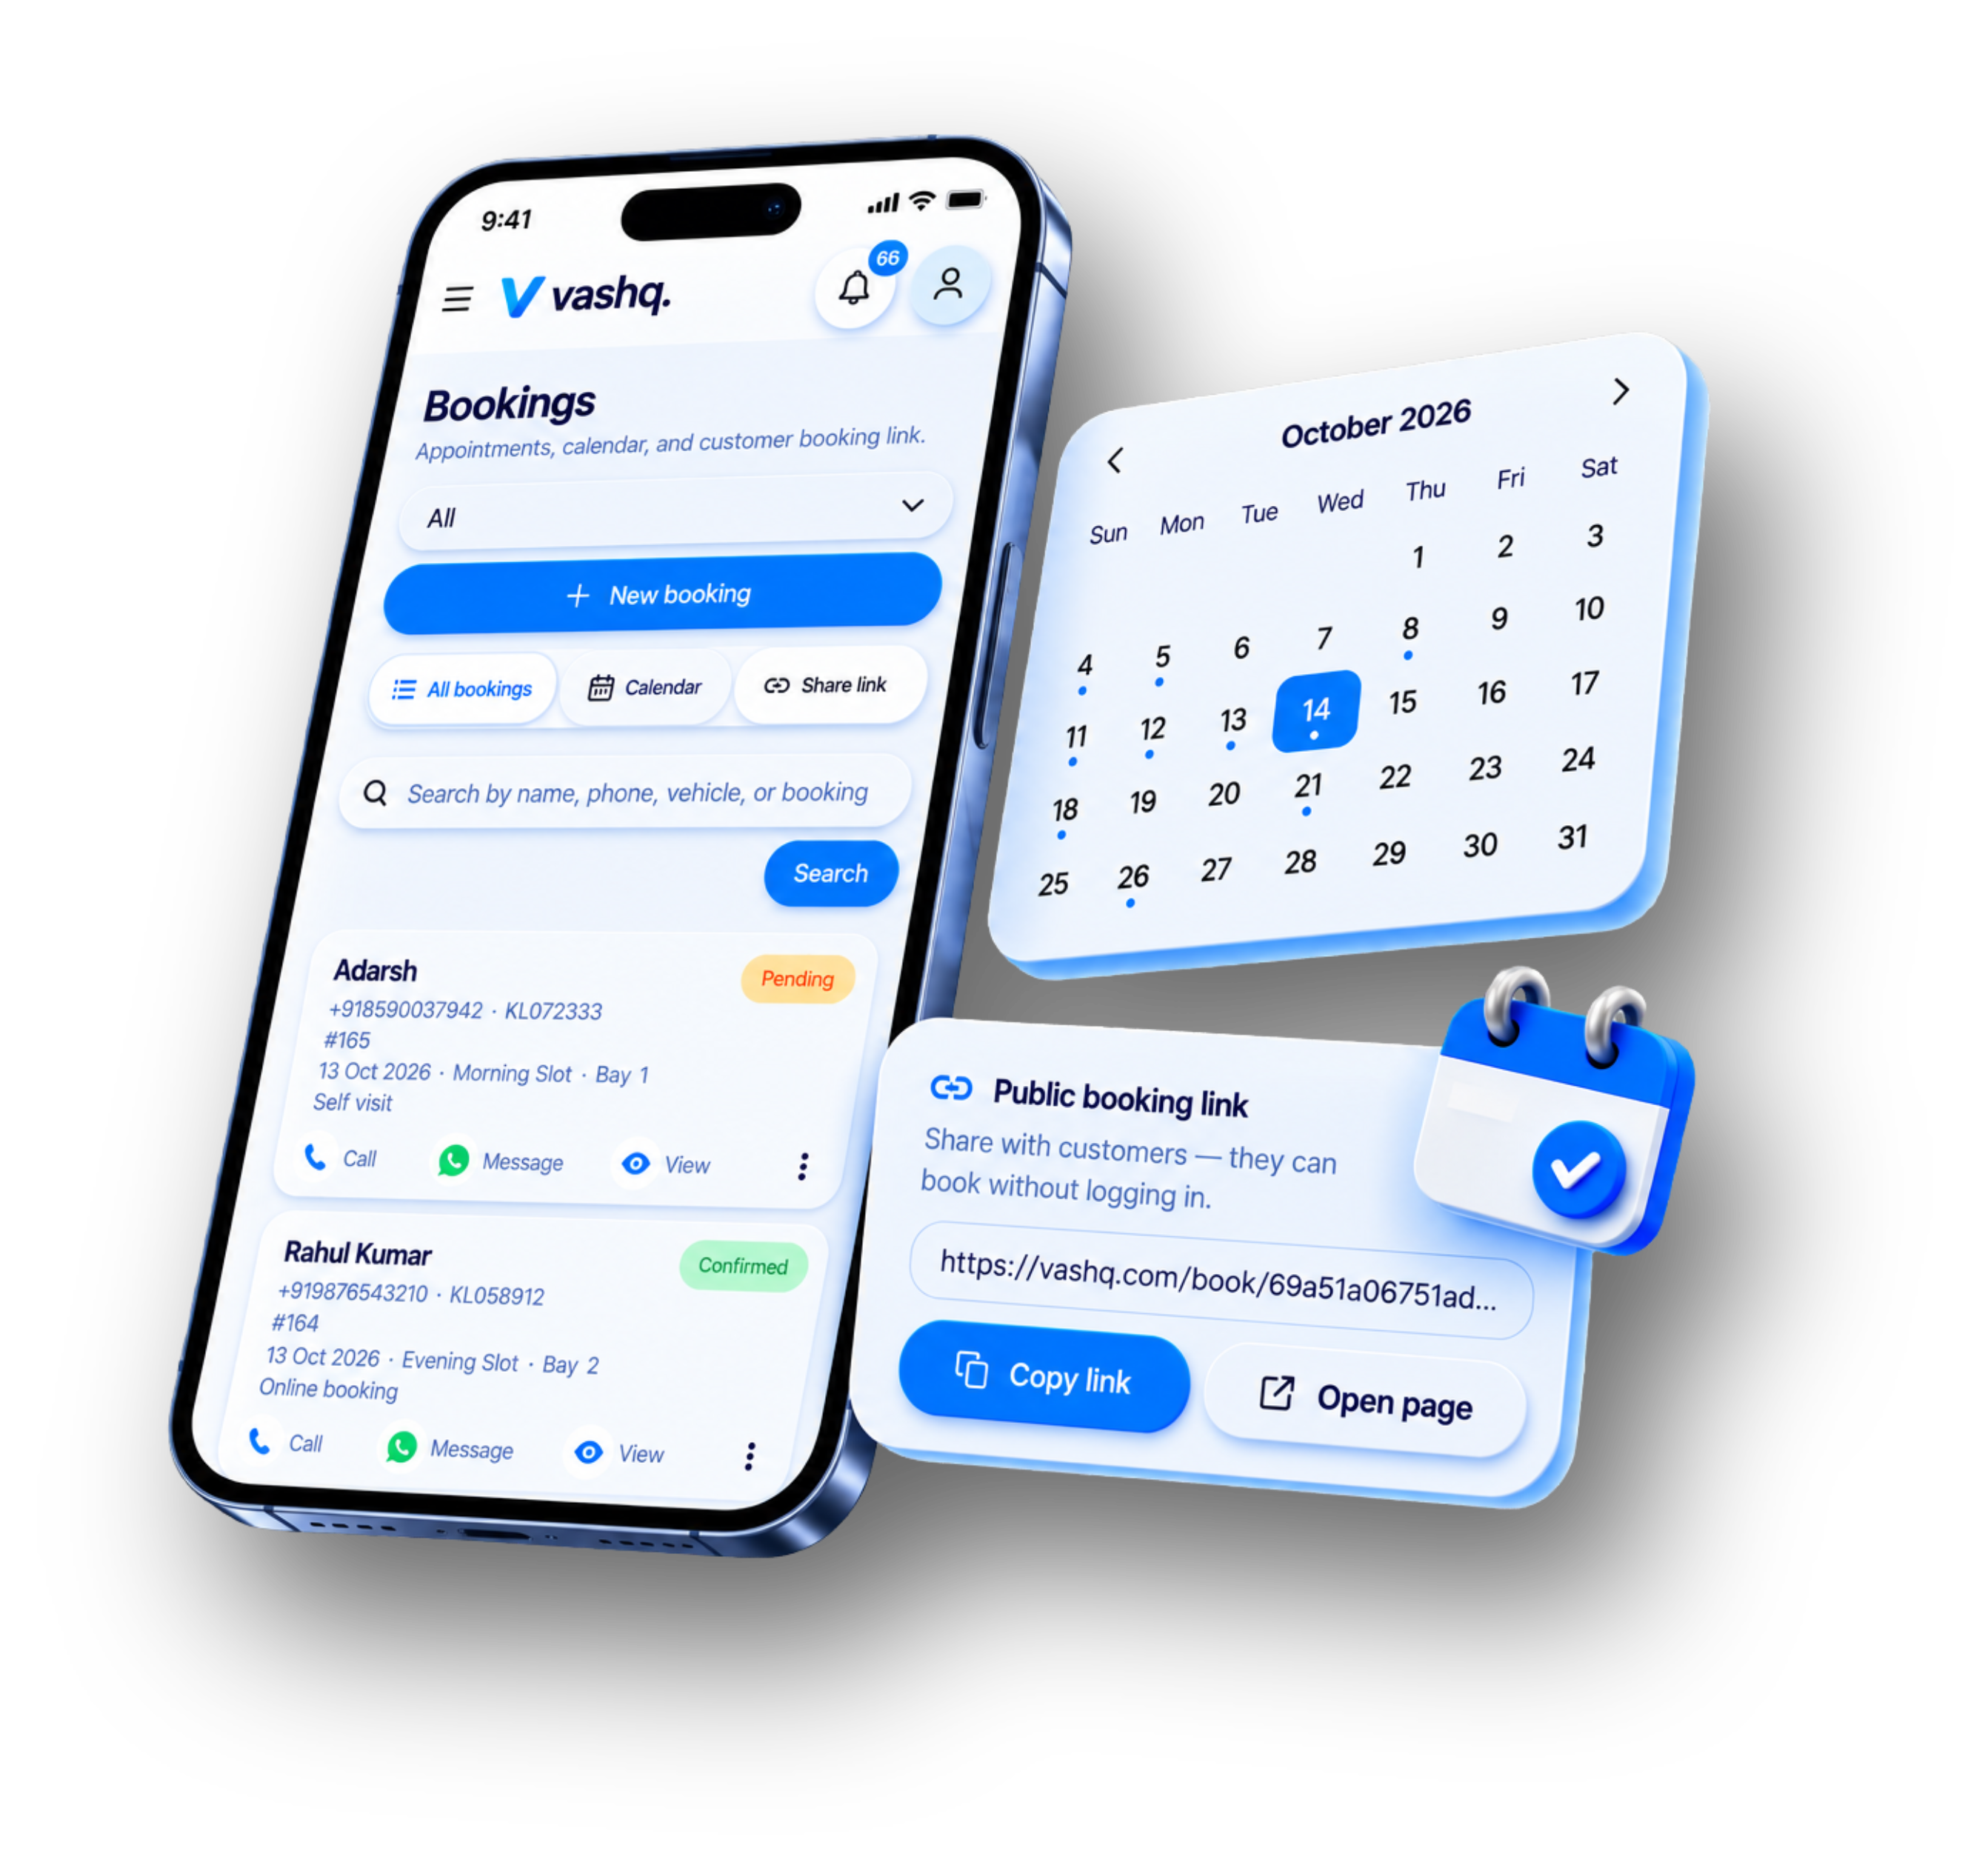 9:41
66
vashq.
Bookings
Appointments, calendar, and customer booking link.
All
New booking
All bookings
Calendar
Share link
Search by name, phone, vehicle, or booking
Search
Adarsh
Pending
+918590037942 · KL072333
#165
13 Oct 2026 · Morning Slot · Bay 1
Self visit
Call
Message
View
Rahul Kumar
Confirmed
+919876543210 · KL058912
#164
13 Oct 2026 · Evening Slot · Bay 2
Online booking
Call
Message
View
October 2026
Sun Mon Tue Wed Thu Fri Sat
1 2 3
4 5 6 7 8 9 10
11 12 13 14 15 16 17
18 19 20 21 22 23 24
25 26 27 28 29 30 31
Public booking link
Share with customers — they can
book without logging in.
https://vashq.com/book/69a51a06751ad...
Copy link
Open page